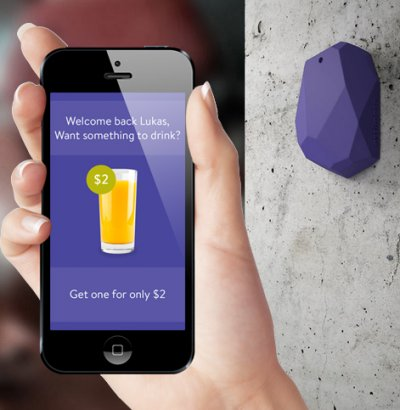 Welcome back Lukas,
Want something to drink?
$2
Get one for only $2